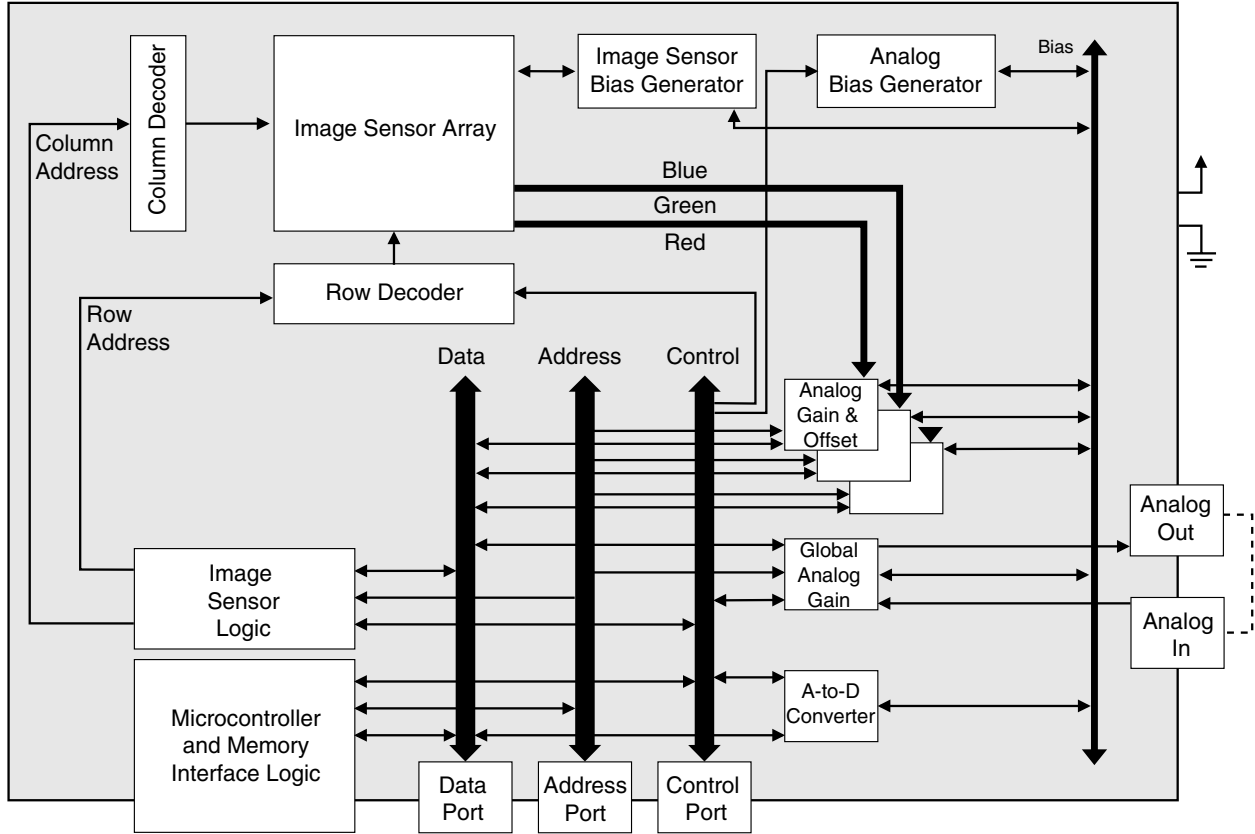 Image Sensor
Bias Generator
Analog
Bias Generator
Bias
Column Decoder
Image Sensor Array
Column
Address
Blue
Green
Red
Row Decoder
Row
Address
Data
Address
Control
Analog
Gain &
Offset
Analog
Out
Global
Analog
Gain
Image
Sensor
Logic
Analog
In
A-to-D
Converter
Microcontroller
and Memory
Interface Logic
Data
Port
Address
Port
Control
Port